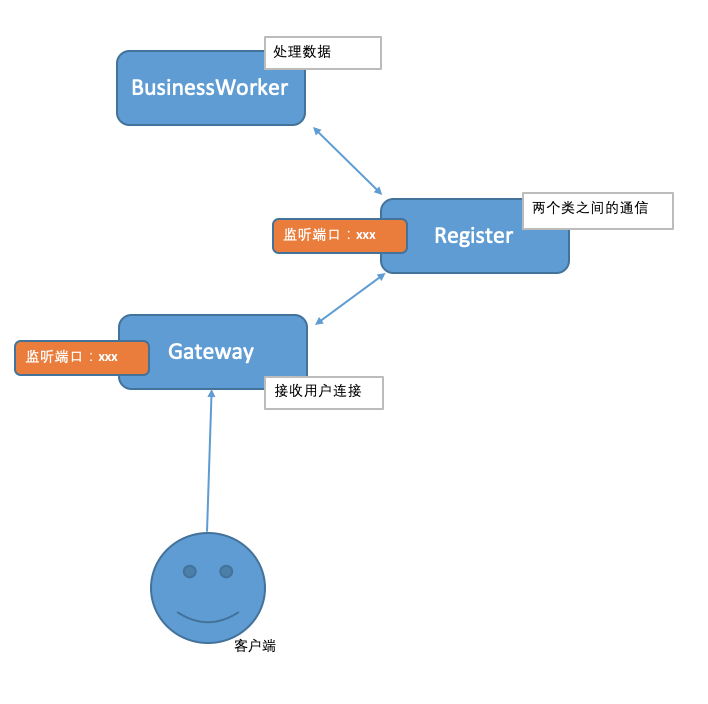 处理数据
BusinessWorker
两个类之间的通信
监听端口：xxx
Register
监听端口：xxx
Gateway
接收用户连接
客户端